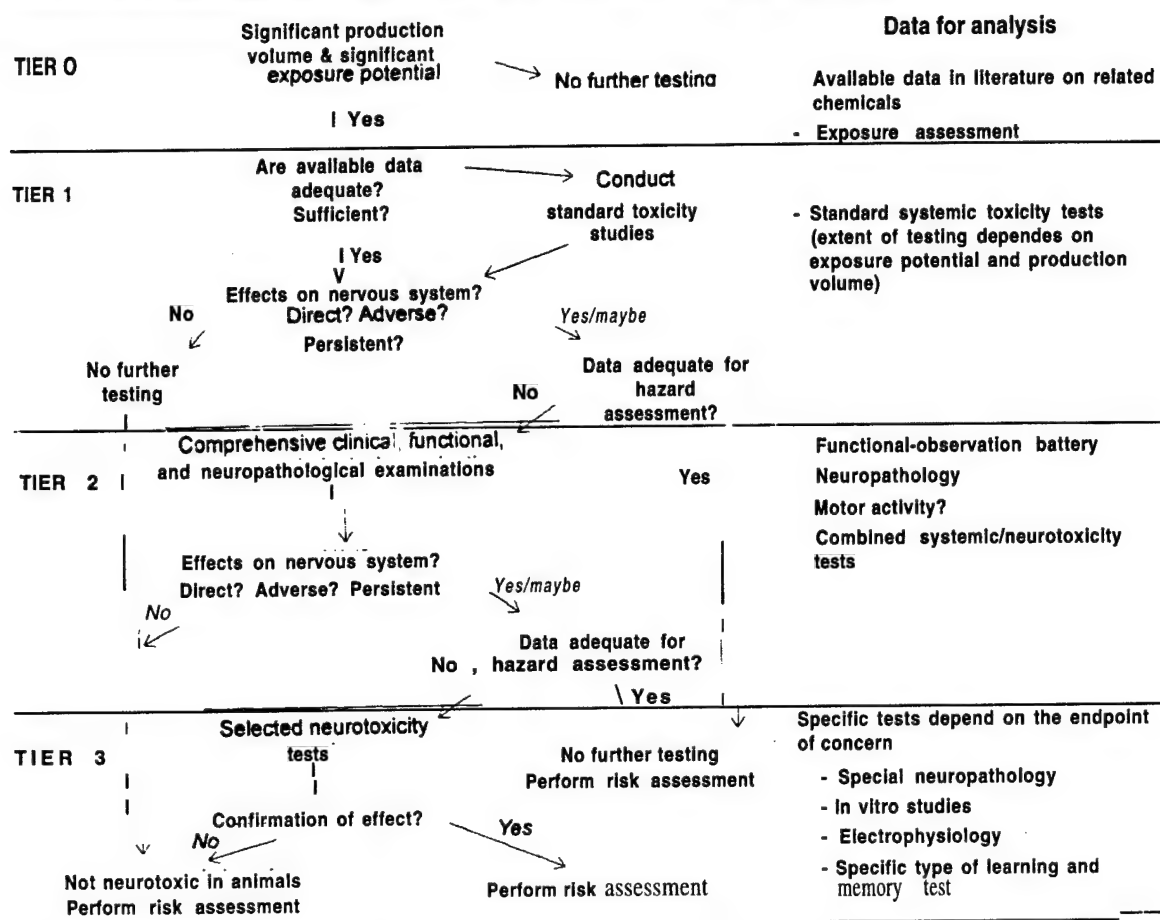 Data for analysis
TIER 0
Significant production
volume & significant
exposure potential
No further testing
Yes
Available data in literature on related
chemicals
- Exposure assessment
TIER 1
Are available data
adequate?
Sufficient?
Conduct
standard toxicity
studies
- Standard systemic toxicity tests
(extent of testing dependes on
exposure potential and production
volume)
Yes
Effects on nervous system?
Direct? Adverse?
Persistent?
No
Yes/maybe
No further
testing
Data adequate for
hazard
assessment?
No
TIER 2
Comprehensive clinical, functional,
and neuropathological examinations
Yes
Functional-observation battery
Neuropathology
Motor activity?
Combined systemic/neurotoxicity
tests
Effects on nervous system?
Direct? Adverse? Persistent
No
Yes/maybe
Data adequate for
No , hazard assessment?
Yes
TIER 3
Selected neurotoxicity
tests
No further testing
Perform risk assessment
Specific tests depend on the endpoint
of concern
- Special neuropathology
- In vitro studies
- Electrophysiology
- Specific type of learning and
memory test
Confirmation of effect?
No
Yes
Not neurotoxic in animals
Perform risk assessment
Perform risk assessment